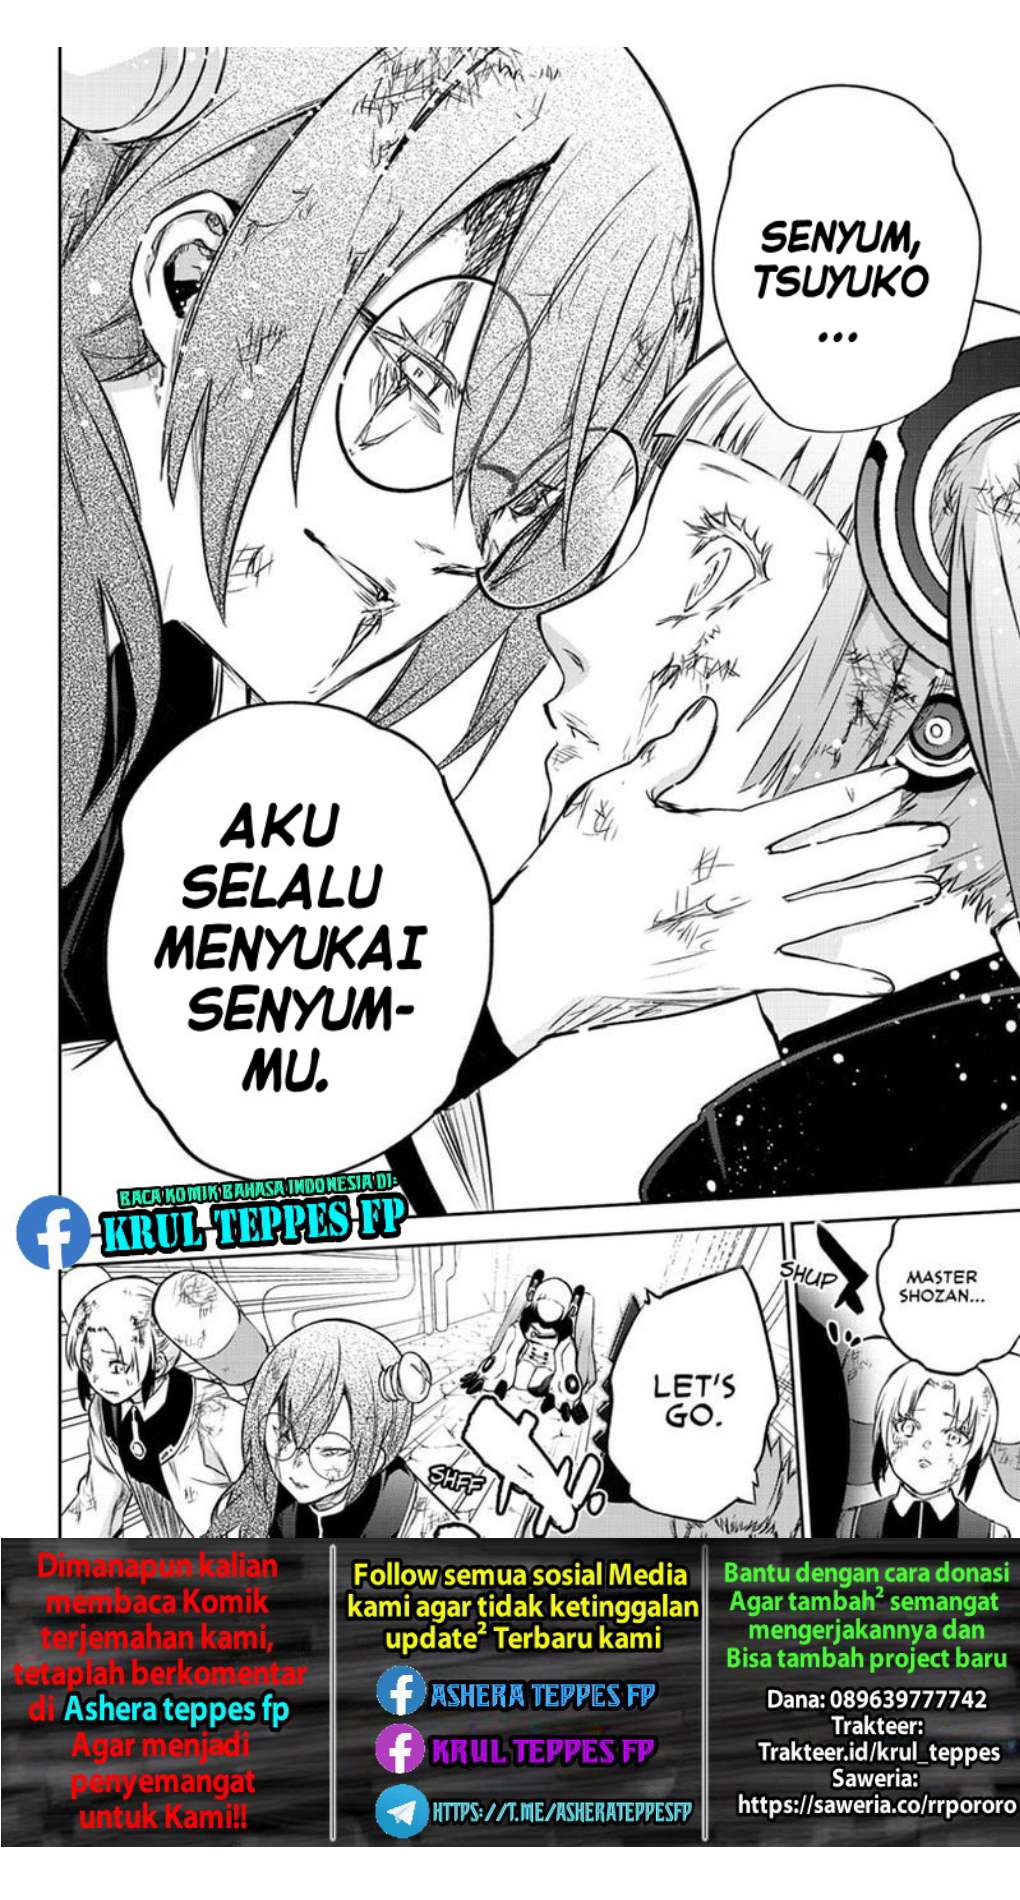 SENYUM,
TSUYUKO
...
AKU
SELALU
MENYUKAI
SENYUM-
MU.
BACA KOMIK BAHASA INDONESIA DI:
KRUL TEPPES FP
SHUP
MASTER
SHOZAN...
LET'S
GO.
SHFF
Dimanapun kalian
membaca Komik
terjemahan kami,
tetaplah berkomentar
di Ashera teppes fp
Agar menjadi
penyemangat
untuk Kami!!
Follow semua sosial Media
kami agar tidak ketinggalan
update² Terbaru kami
ASHERA TEPPES FP
KRUL TEPPES FP
HTTPS://T.ME/ASHERATEPPESFP
Bantu dengan cara donasi
Agar tambah² semangat
mengerjakannya dan
Bisa tambah project baru
Dana: 089639777742
Trakteer:
Trakteer.id/krul_teppes
Saweria:
https://saweria.co/rrpororo